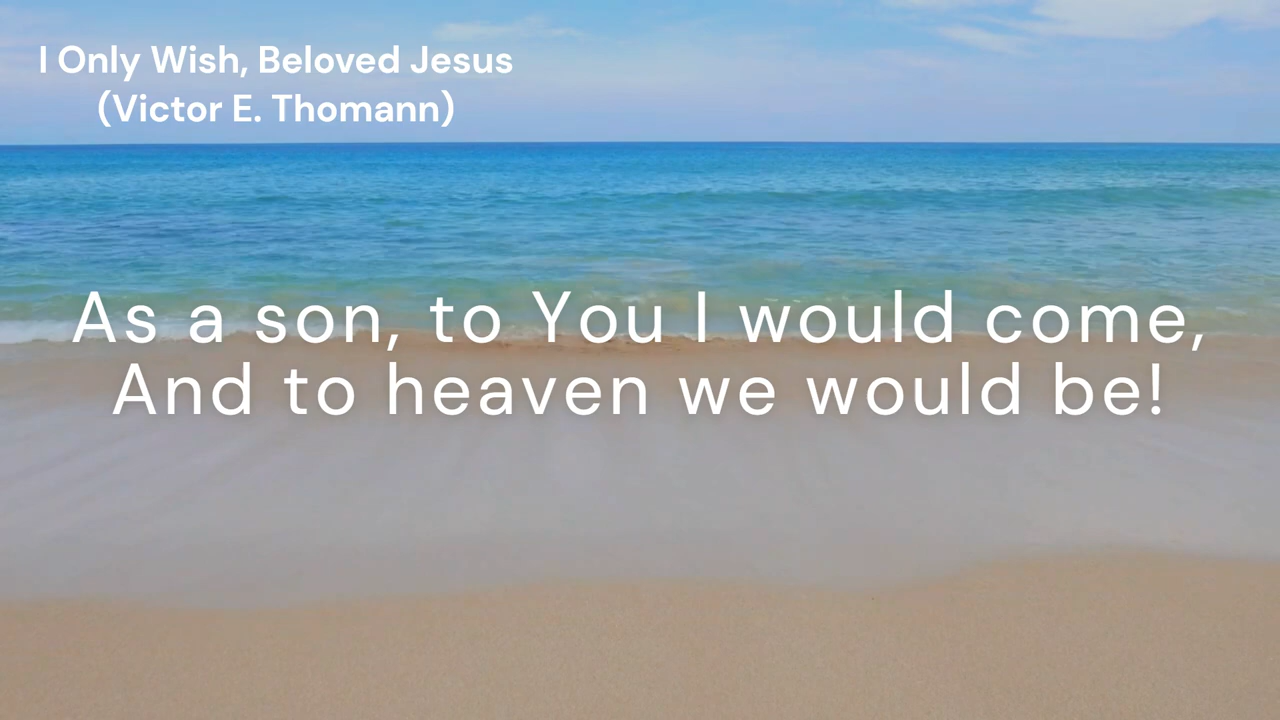 I Only Wish, Beloved Jesus
(Victor E. Thomann)
As a son, to You I would come,
And to heaven we would be!